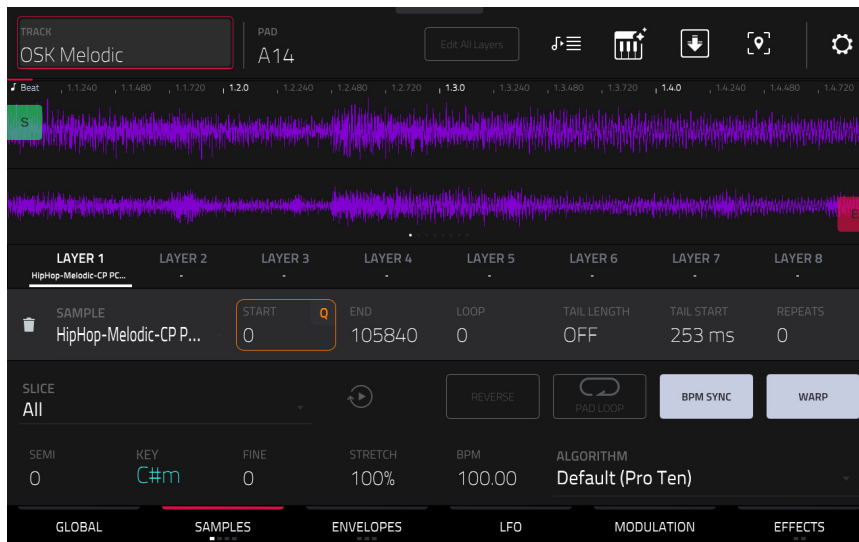 TRACK
OSK Melodic
PAD
A14
Edit All Layers
Beat 1.1.240 1.1.480 1.1.720 1.2.0 1.2.240 1.2.480 1.2.720 1.3.0 1.3.240 1.3.480 1.3.720 1.4.0 1.4.240 1.4.480 1.4.720
S
E
LAYER 1 LAYER 2 LAYER 3 LAYER 4 LAYER 5 LAYER 6 LAYER 7 LAYER 8
HipHop-Melodic-CP PC... - - - - - - -
SAMPLE START Q END LOOP TAIL LENGTH TAIL START REPEATS
HipHop-Melodic-CP P... 0 105840 0 OFF 253 ms 0
SLICE
All
REVERSE
PAD LOOP
BPM SYNC
WARP
SEMI KEY FINE STRETCH BPM ALGORITHM
0 C#m 0 100% 100.00 Default (Pro Ten)
GLOBAL SAMPLES ENVELOPES LFO MODULATION EFFECTS